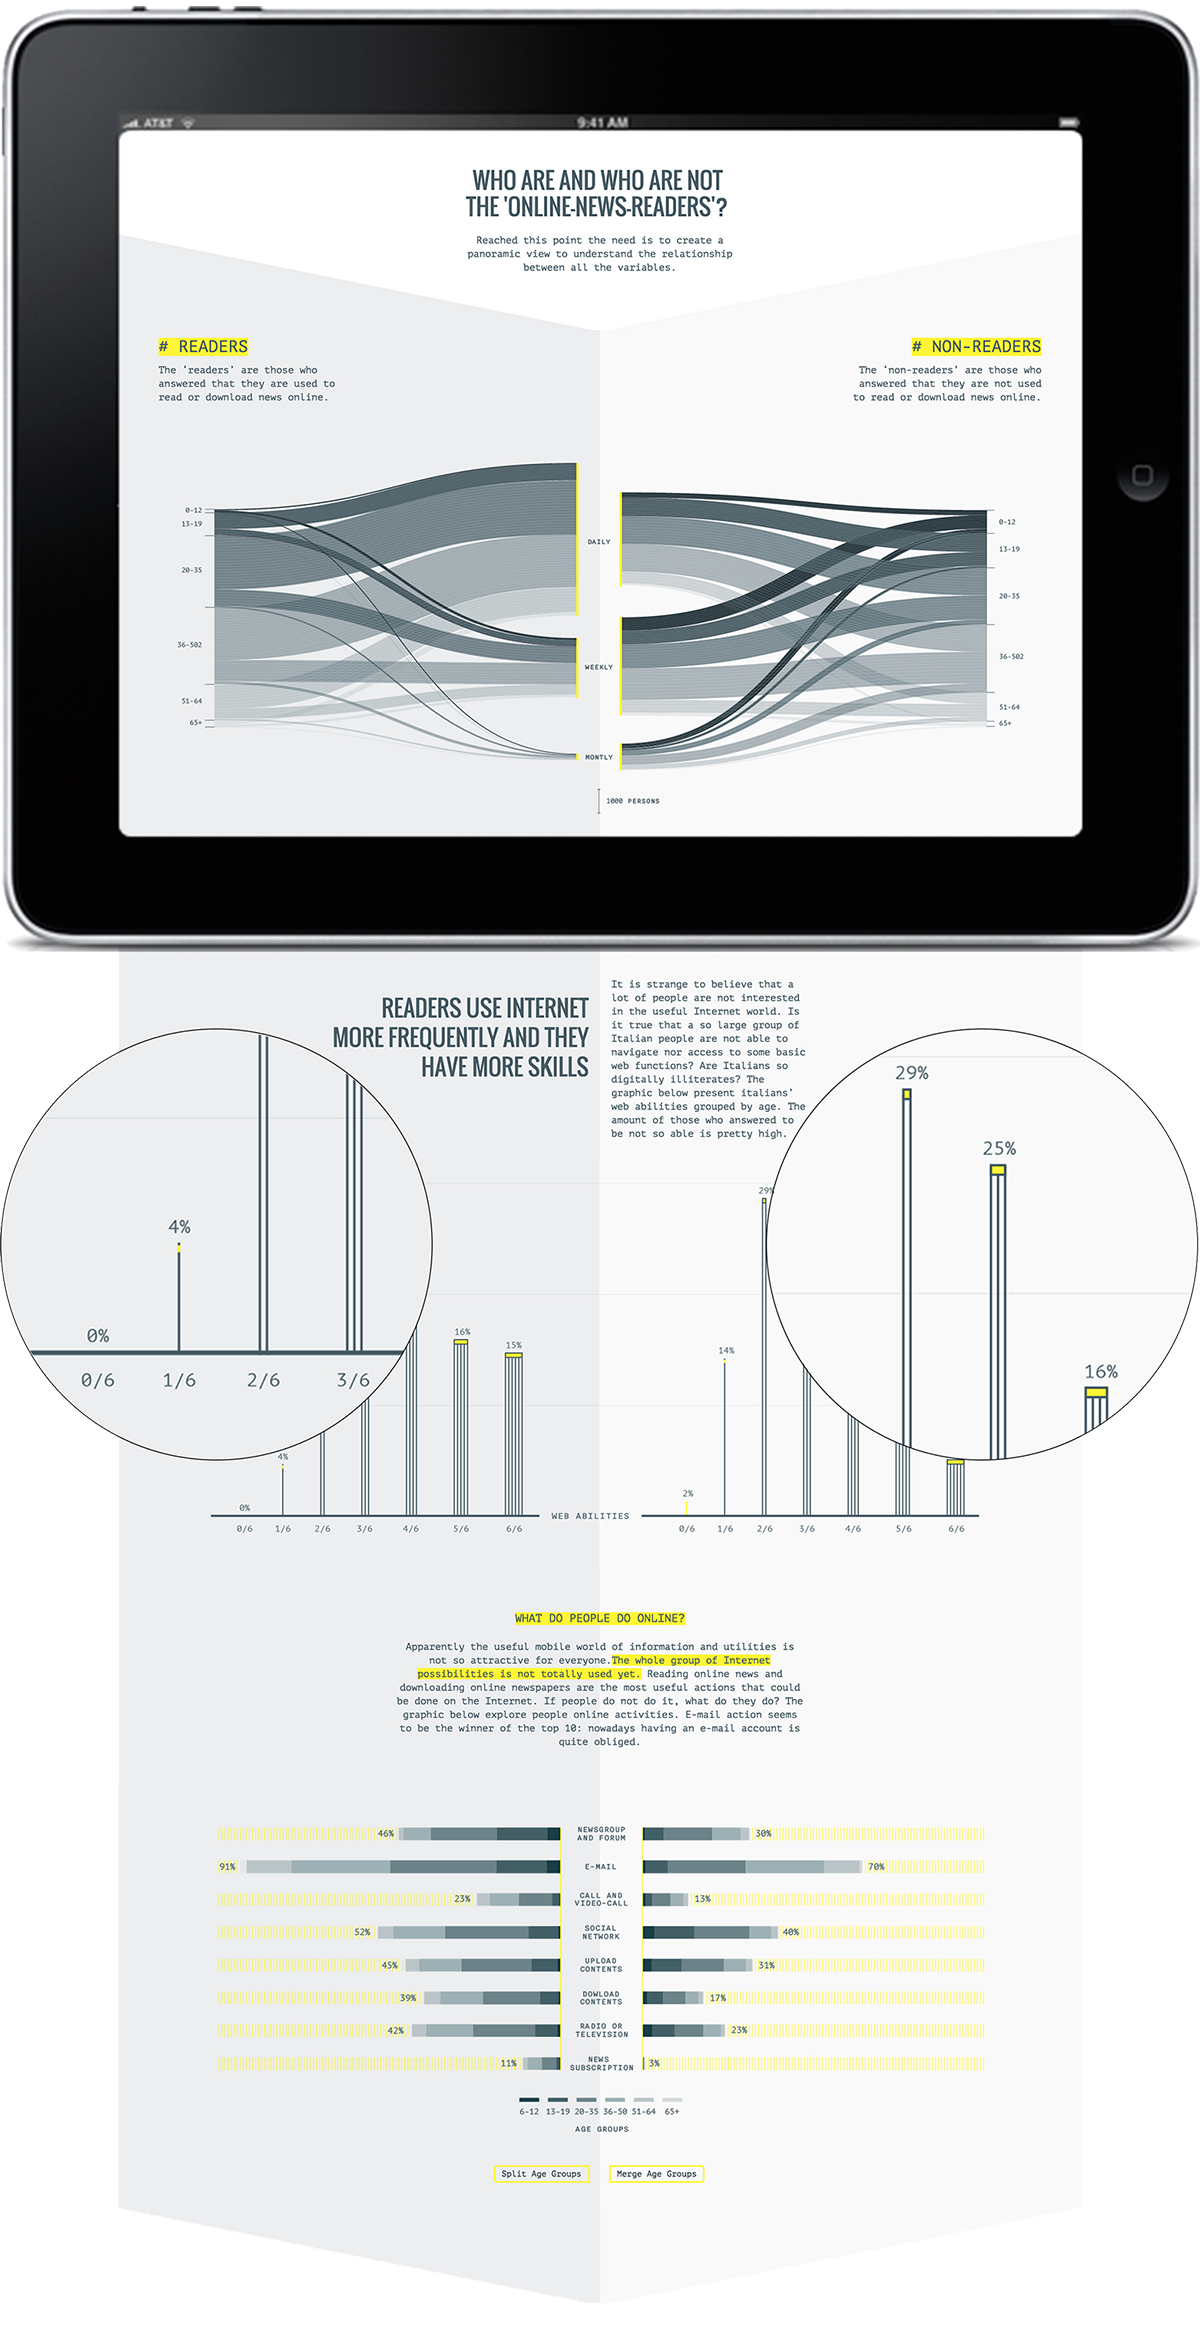 AT&T
9:41 AM
WHO ARE AND WHO ARE NOT
THE 'ONLINE-NEWS-READERS'?
Reached this point the need is to create a
panoramic view to understand the relationship
between all the variables.
# READERS
The 'readers' are those who
answered that they are used to
read or download news online.
# NON-READERS
The 'non-readers' are those who
answered that they are not used
to read or download news online.
0-12
13-19
20-35
36-502
51-64
65+
DAILY
WEEKLY
MONTLY
0-12
13-19
20-35
36-502
51-64
65+
1000 PERSONS
READERS USE INTERNET
MORE FREQUENTLY AND THEY
HAVE MORE SKILLS
It is strange to believe that a
lot of people are not interested
in the useful Internet world. Is
it true that a so large group of
Italian people are not able to
navigate nor access to some basic
web functions? Are Italians so
digitally illiterates? The
graphic below present italians'
web abilities grouped by age. The
amount of those who answered to
be not so able is pretty high.
4%
0%
0/6 1/6 2/6 3/6
29%
25%
16%
16%
15%
4%
0%
0/6 1/6 2/6 3/6 4/6 5/6 6/6
WEB ABILITIES
29%
14%
2%
0/6 1/6 2/6 3/6 4/6 5/6 6/6
WHAT DO PEOPLE DO ONLINE?
Apparently the useful mobile world of information and utilities is
not so attractive for everyone.The whole group of Internet
possibilities is not totally used yet. Reading online news and
downloading online newspapers are the most useful actions that could
be done on the Internet. If people do not do it, what do they do? The
graphic below explore people online activities. E-mail action seems
to be the winner of the top 10: nowadays having an e-mail account is
quite obliged.
46% NEWSGROUP
AND FORUM 30%
91% E-MAIL 70%
23% CALL AND
VIDEO-CALL 13%
52% SOCIAL
NETWORK 40%
45% UPLOAD
CONTENTS 31%
39% DOWLOAD
CONTENTS 17%
42% RADIO OR
TELEVISION 23%
11% NEWS
SUBSCRIPTION 3%
6-12 13-19 20-35 36-50 51-64 65+
AGE GROUPS
Split Age Groups
Merge Age Groups